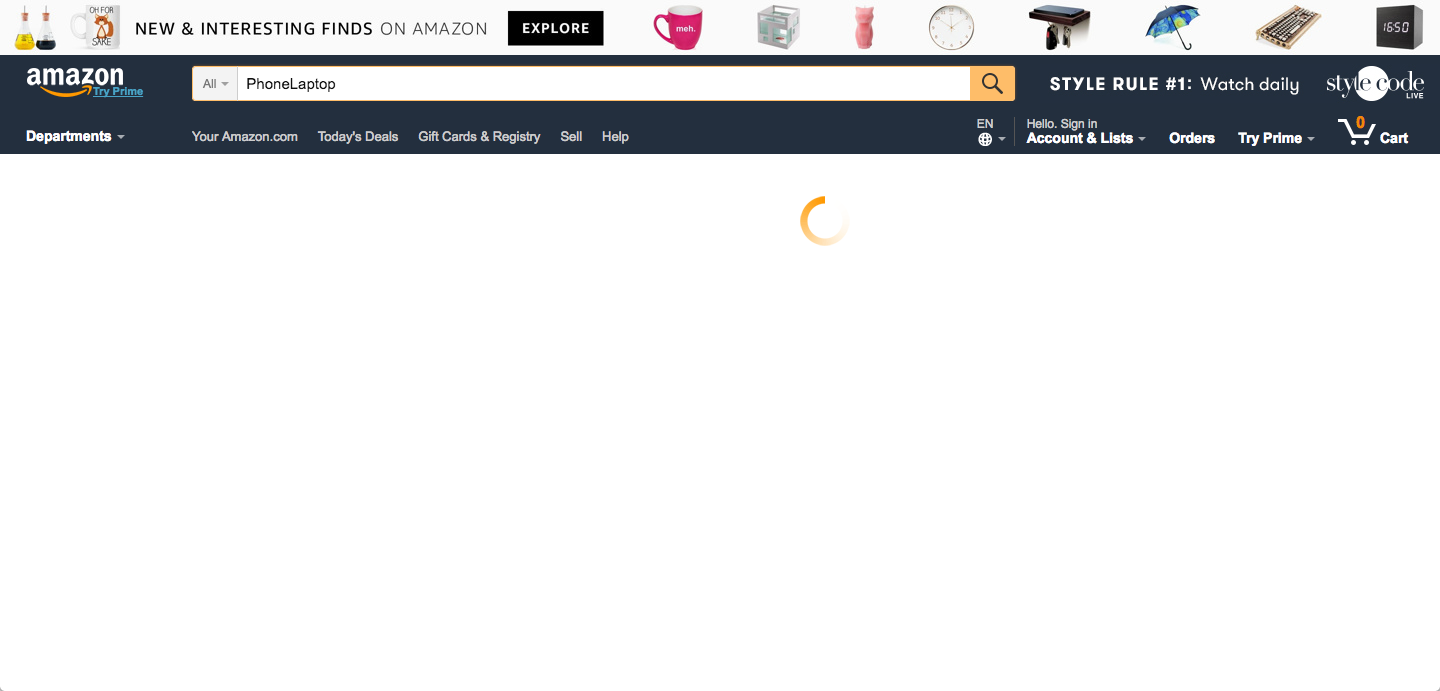 OH FOR
SAKE
NEW & INTERESTING FINDS ON AMAZON
EXPLORE
meh.
16:50
amazon
Try Prime
All
PhoneLaptop
STYLE RULE #1: Watch daily
style code
LIVE
Departments
Your Amazon.com
Today's Deals
Gift Cards & Registry
Sell
Help
EN
Hello. Sign in
Account & Lists
Orders
Try Prime
0
Cart